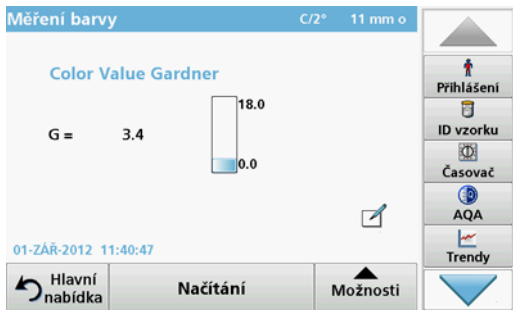 Měření barvy C/2° 11 mm o
Color Value Gardner
18.0
G = 3.4
0.0
01-ZÁŘ-2012 11:40:47
Hlavní
nabídka
Načítání
Možnosti
Přihlášení
ID vzorku
Časovač
AQA
Trendy